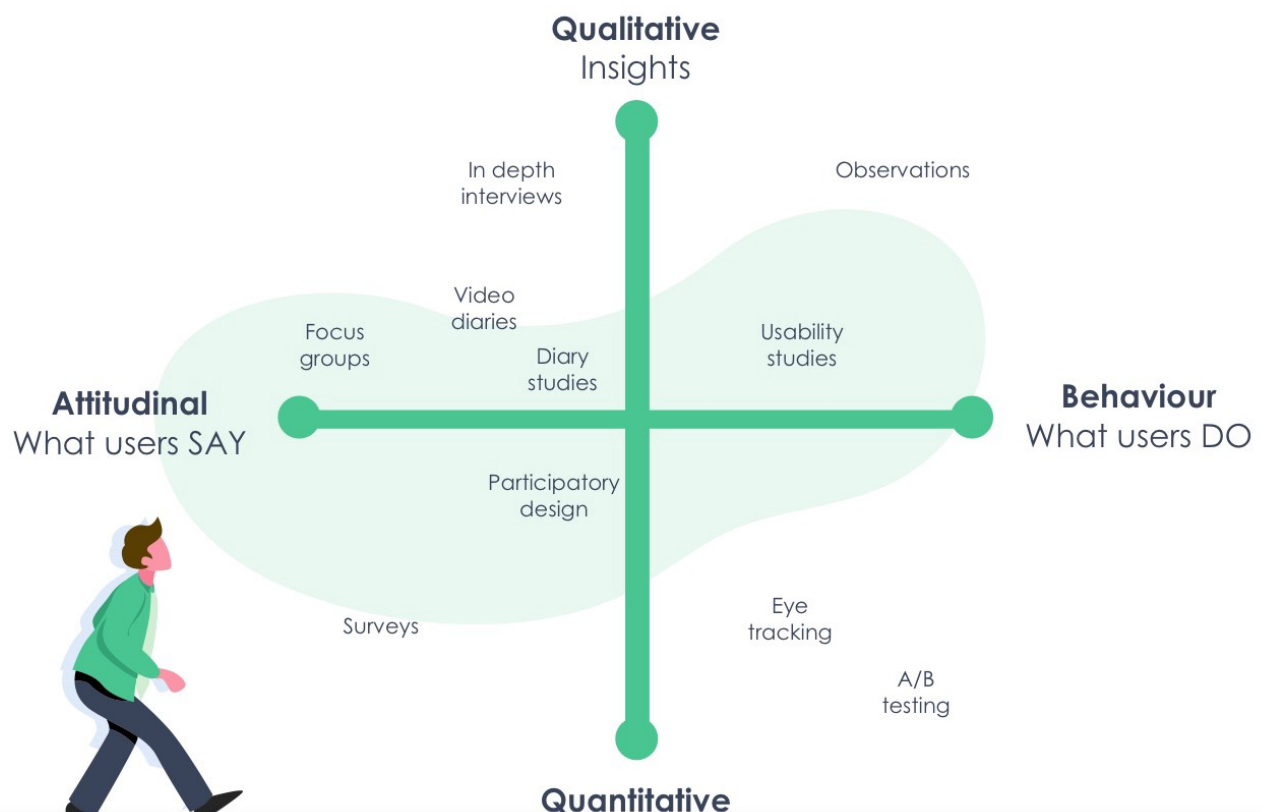 Qualitative
Insights
In depth
interviews
Observations
Video
diaries
Focus
groups
Diary
studies
Usability
studies
Attitudinal
What users SAY
Behaviour
What users DO
Participatory
design
Eye
tracking
Surveys
A/B
testing
Quantitative